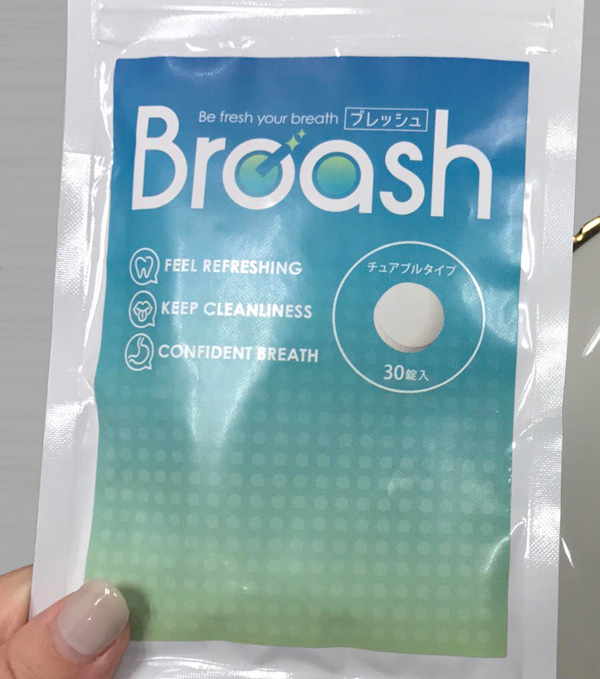 Be fresh your breath ブレッシュ
Broash
FEEL REFRESHING
KEEP CLEANLINESS
CONFIDENT BREATH
チュアブルタイプ
30錠入